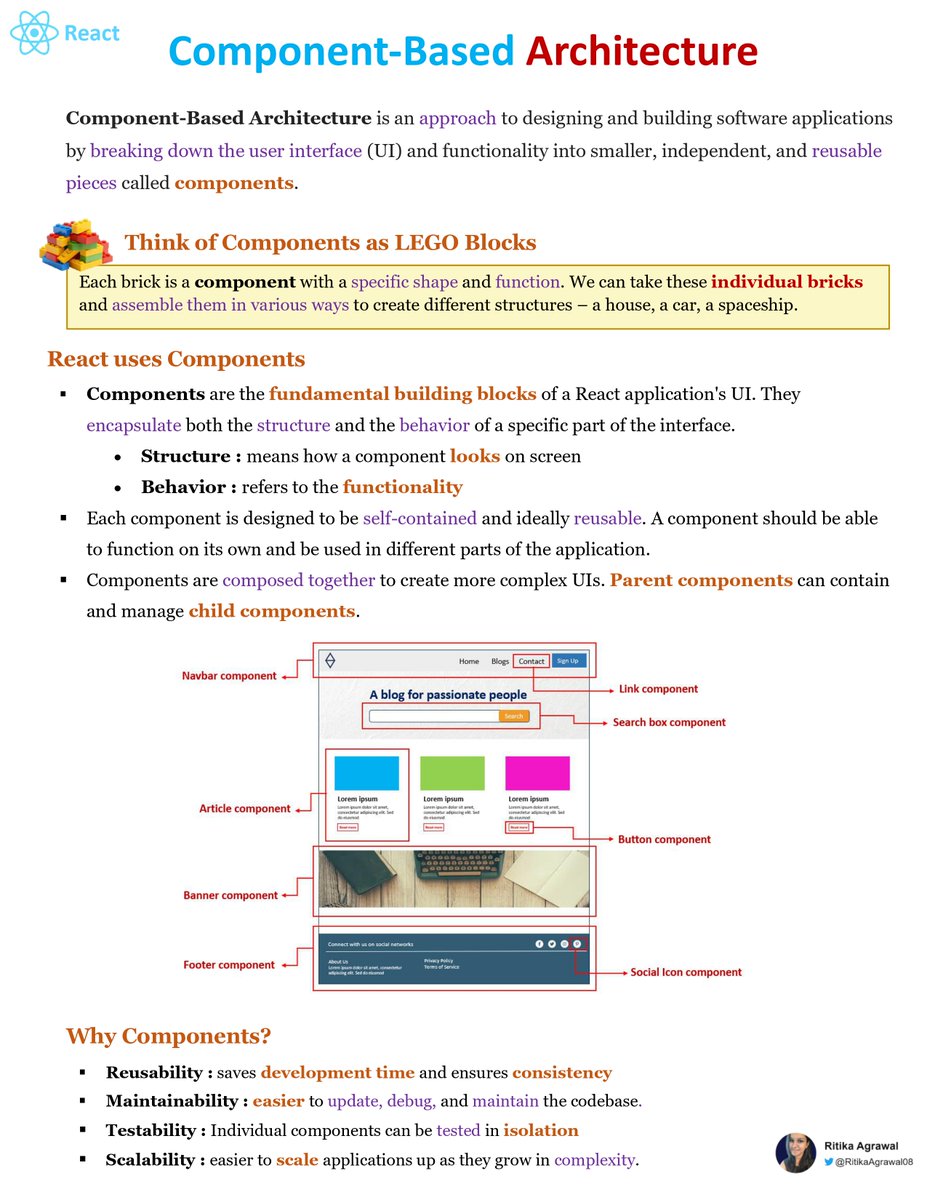 React
Component-Based Architecture
Component-Based Architecture is an approach to designing and building software applications
by breaking down the user interface (UI) and functionality into smaller, independent, and reusable
pieces called components.
Think of Components as LEGO Blocks
Each brick is a component with a specific shape and function. We can take these individual bricks
and assemble them in various ways to create different structures – a house, a car, a spaceship.
React uses Components
▪ Components are the fundamental building blocks of a React application's UI. They
encapsulate both the structure and the behavior of a specific part of the interface.
• Structure : means how a component looks on screen
• Behavior : refers to the functionality
▪ Each component is designed to be self-contained and ideally reusable. A component should be able
to function on its own and be used in different parts of the application.
▪ Components are composed together to create more complex UIs. Parent components can contain
and manage child components.
Navbar component
Home Blogs Contact Sign Up
Link component
A blog for passionate people
Search
Search box component
Article component
Lorem ipsum
Lorem ipsum dolor sit amet,
consectetur adipiscing elit. Sed
do eiusmod
Read more
Lorem ipsum
Lorem ipsum dolor sit amet,
consectetur adipiscing elit. Sed
do eiusmod
Read more
Lorem ipsum
Lorem ipsum dolor sit amet,
consectetur adipiscing elit. Sed
do eiusmod
Read more
Button component
Banner component
Footer component
Connect with us on social networks
About Us
Lorem ipsum dolor sit amet, consectetur
adipiscing elit. Sed do eiusmod
Privacy Policy
Terms of Service
Social Icon component
Why Components?
▪ Reusability : saves development time and ensures consistency
▪ Maintainability : easier to update, debug, and maintain the codebase.
▪ Testability : Individual components can be tested in isolation
▪ Scalability : easier to scale applications up as they grow in complexity.
Ritika Agrawal
@RitikaAgrawal08